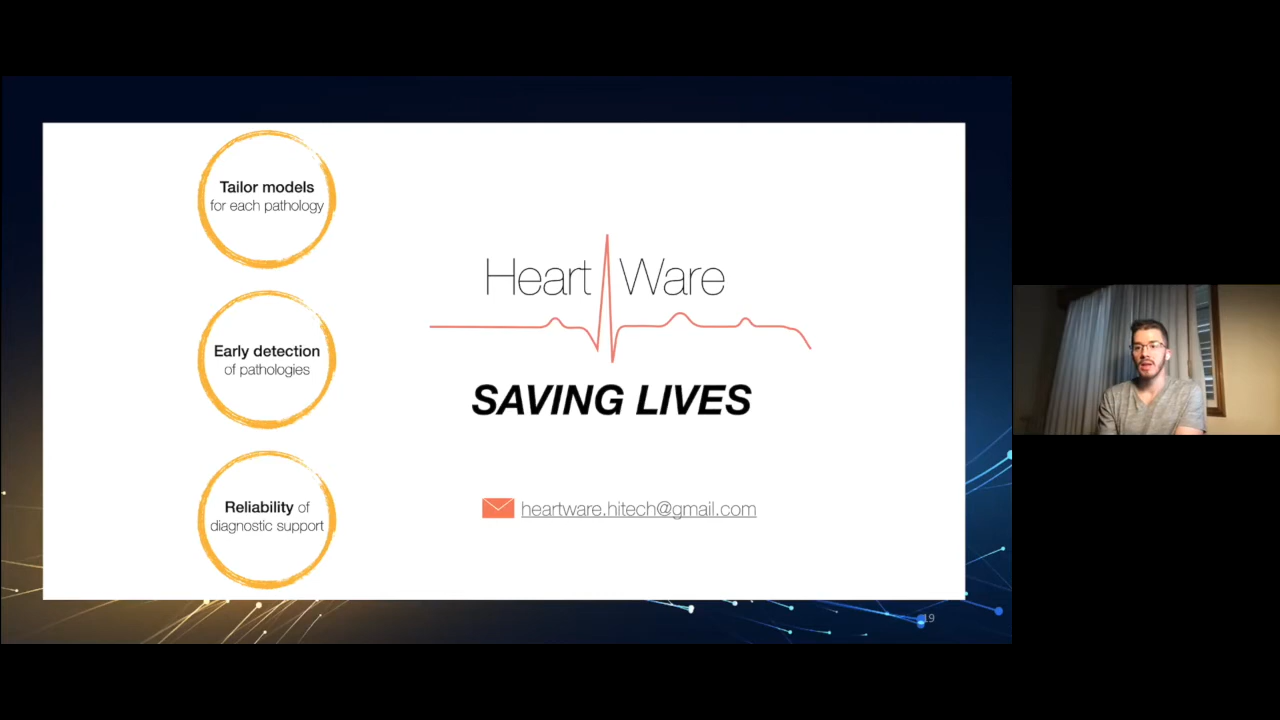 Tailor models
for each pathology
Early detection
of pathologies
Reliability of
diagnostic support
Heart Ware
SAVING LIVES
heartware.hitech@gmail.com
19